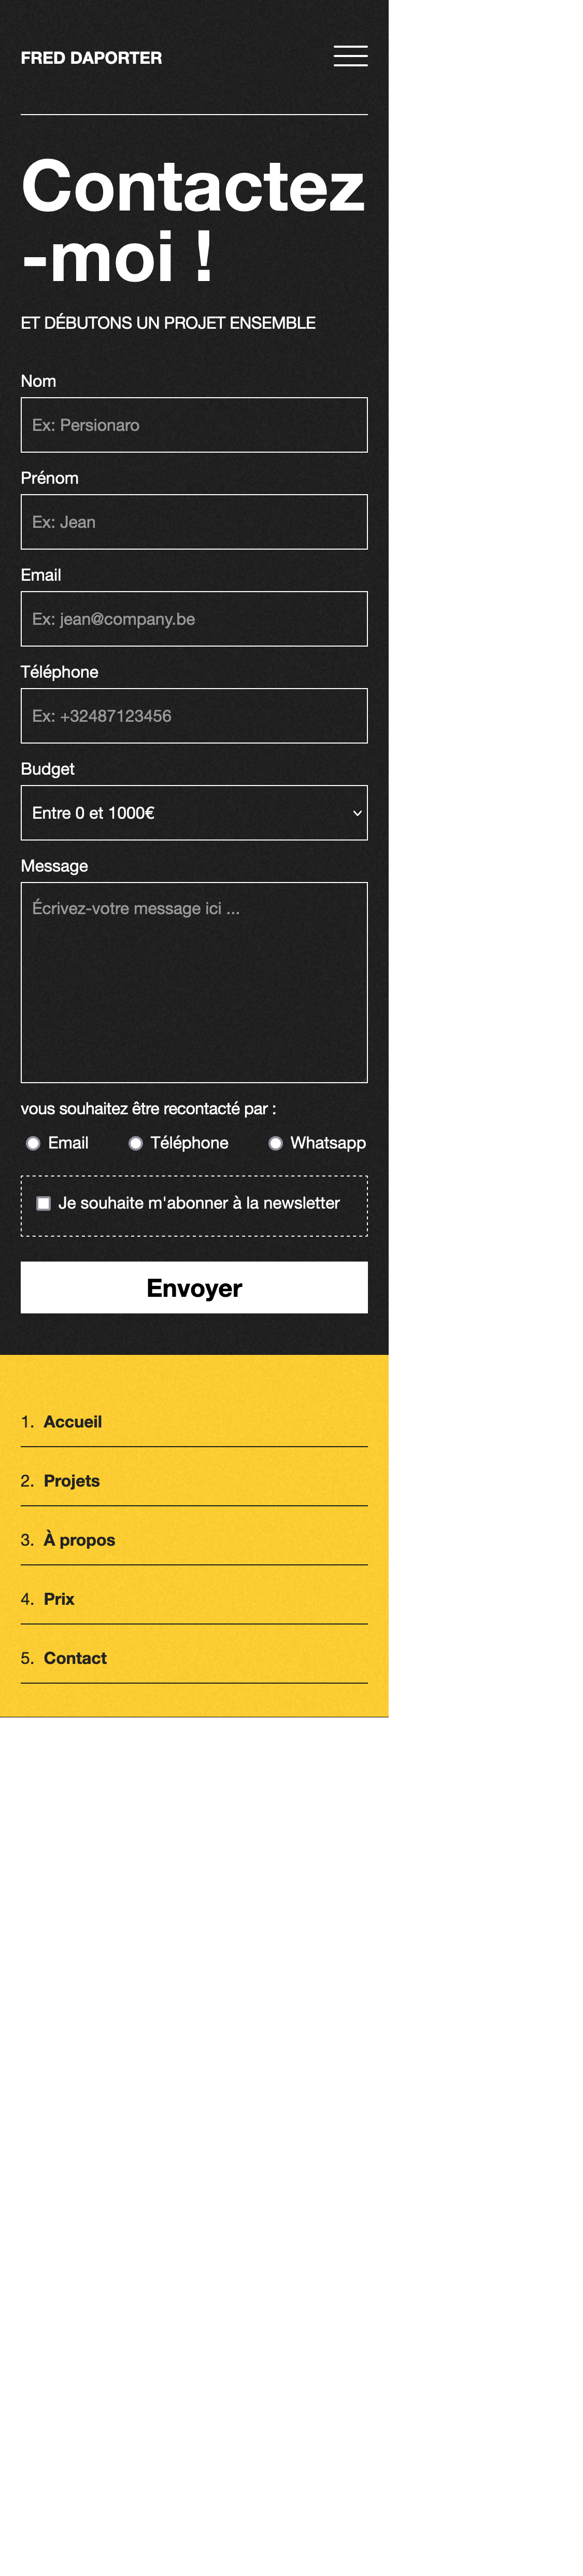 FRED DAPORTER
Contactez
-moi !
ET DÉBUTONS UN PROJET ENSEMBLE
Nom
Ex: Persionaro
Prénom
Ex: Jean
Email
Ex: jean@company.be
Téléphone
Ex: +32487123456
Budget
Entre 0 et 1000€
Message
Écrivez-votre message ici ...
vous souhaitez être recontacté par :
Email Téléphone Whatsapp
Je souhaite m'abonner à la newsletter
Envoyer
1. Accueil
2. Projets
3. À propos
4. Prix
5. Contact